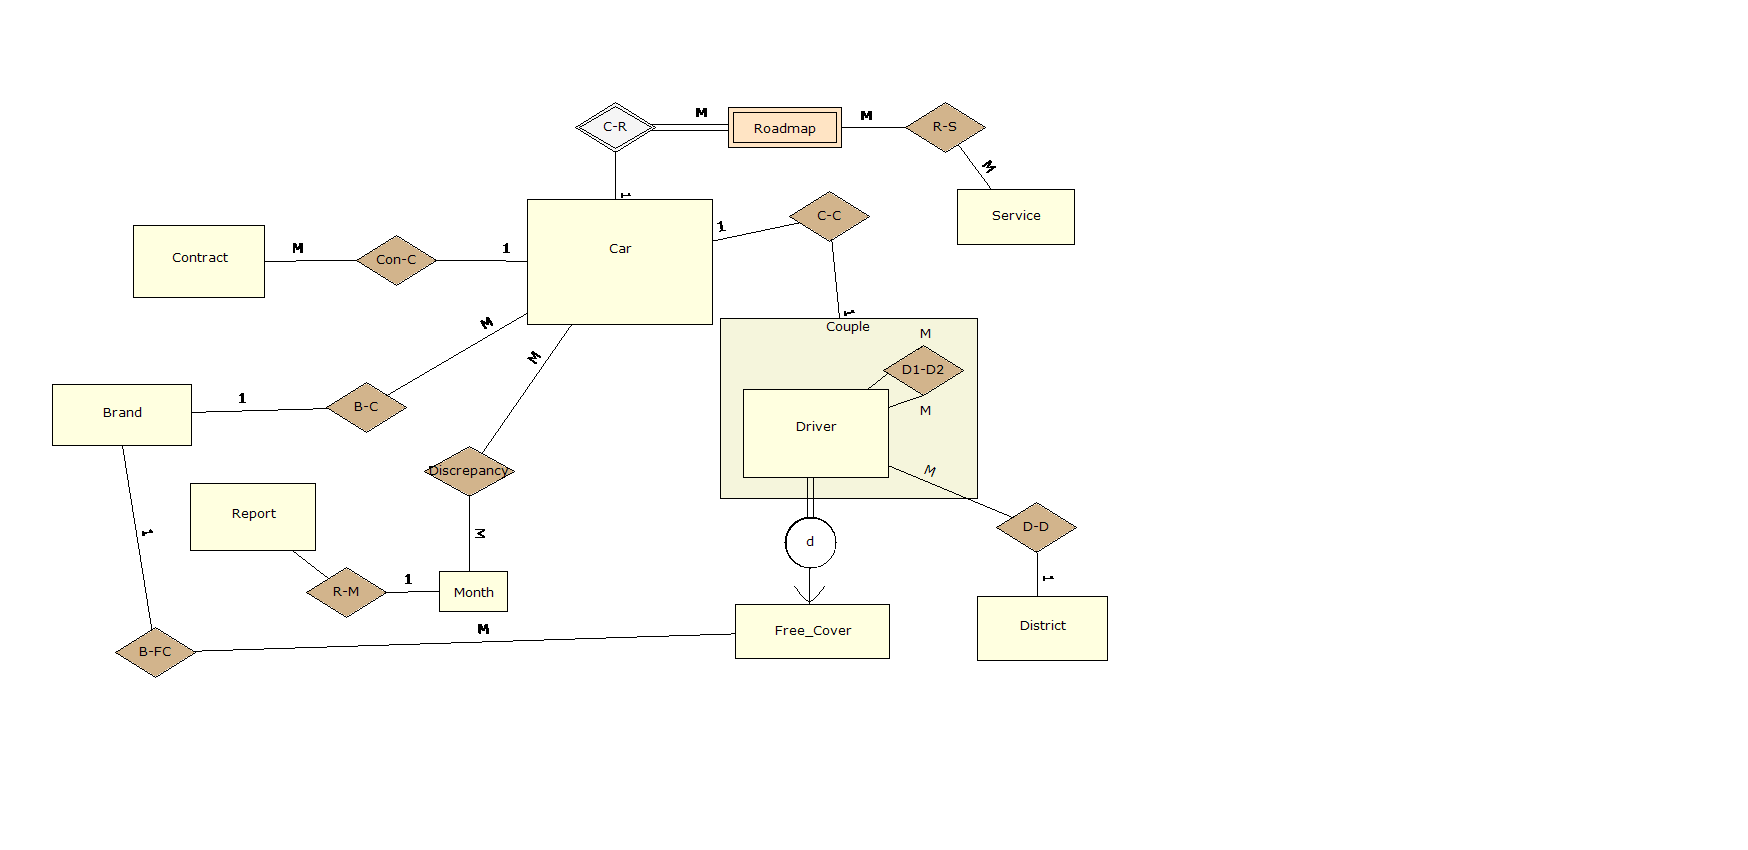 M
C-R
Roadmap
M
R-S
M
Service
1
Contract
M
Con-C
1
Car
1
C-C
1
Couple
M
D1-D2
M
Driver
M
D-D
1
District
M
M
Brand
1
B-C
Discrepancy
M
Report
R-M
1
Month
1
d
Free_Cover
B-FC
M